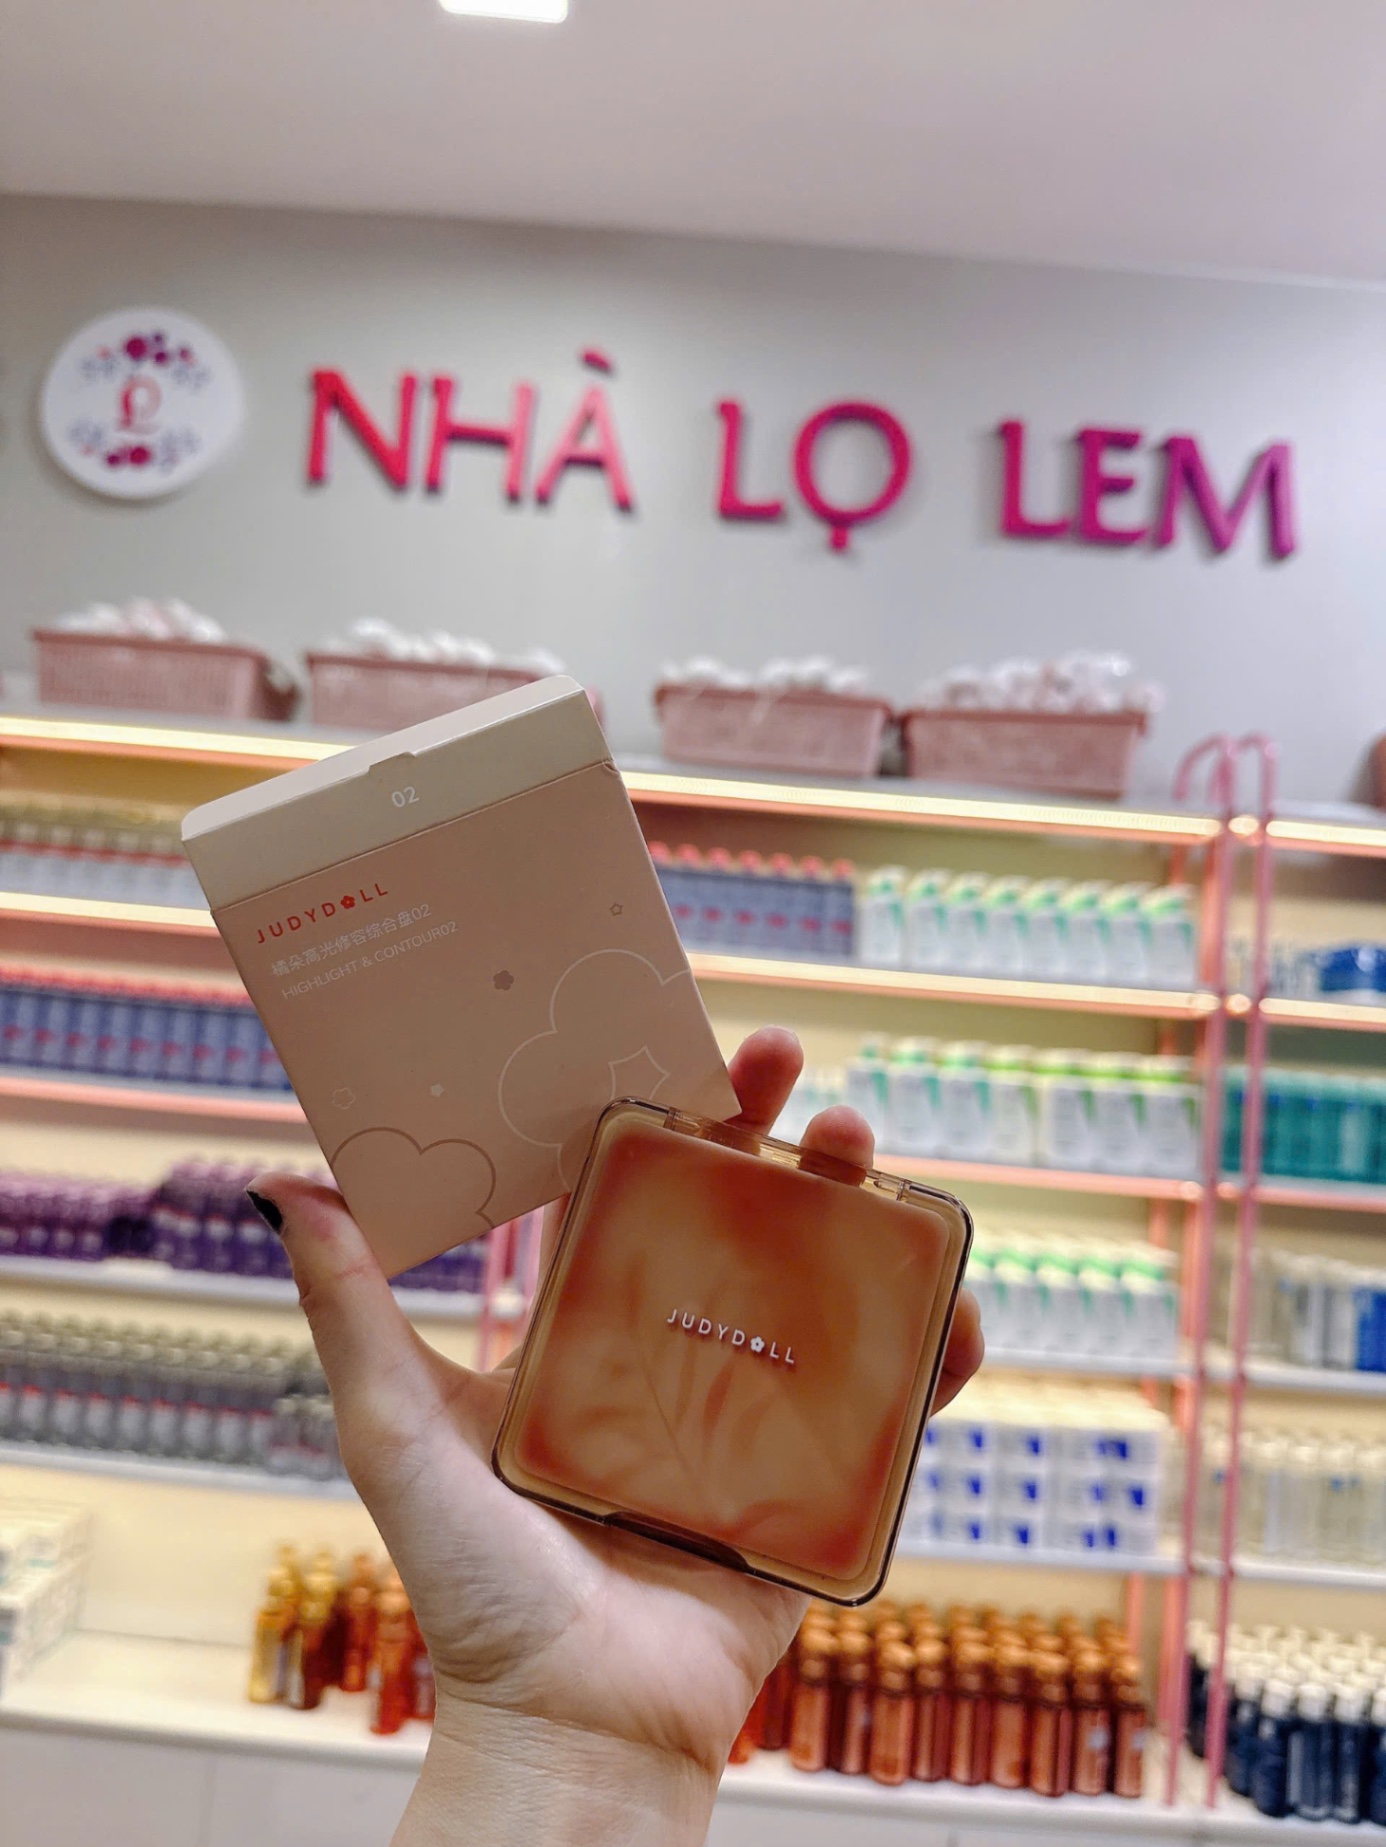 NHÀ LỌ LEM
02
JUDYDOLL
橘朵高光修容综合盘02
HIGHLIGHT & CONTOUR02
JUDYDOLL